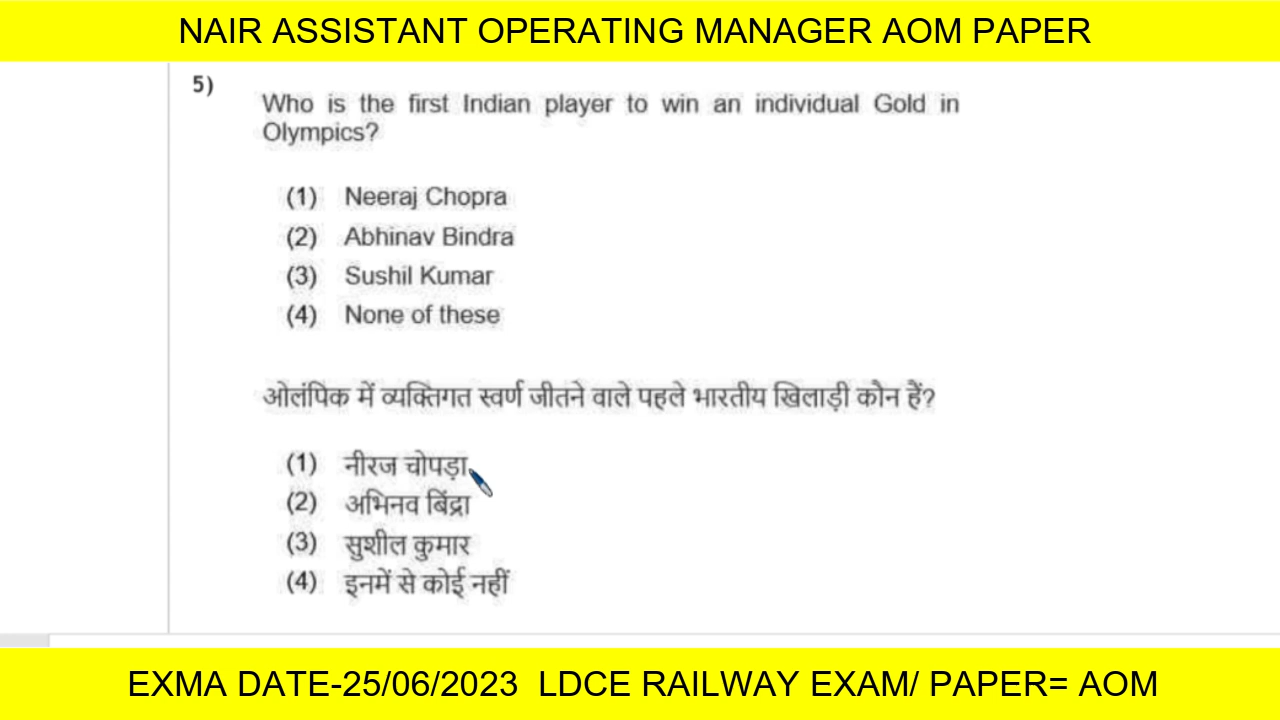 NAIR ASSISTANT OPERATING MANAGER AOM PAPER
5)
Who is the first Indian player to win an individual Gold in
Olympics?
(1) Neeraj Chopra
(2) Abhinav Bindra
(3) Sushil Kumar
(4) None of these
ओलंपिक में व्यक्तिगत स्वर्ण जीतने वाले पहले भारतीय खिलाड़ी कौन हैं?
(1) नीरज चोपड़ा
(2) अभिनव बिंद्रा
(3) सुशील कुमार
(4) इनमें से कोई नहीं
EXMA DATE-25/06/2023 LDCE RAILWAY EXAM/ PAPER= AOM